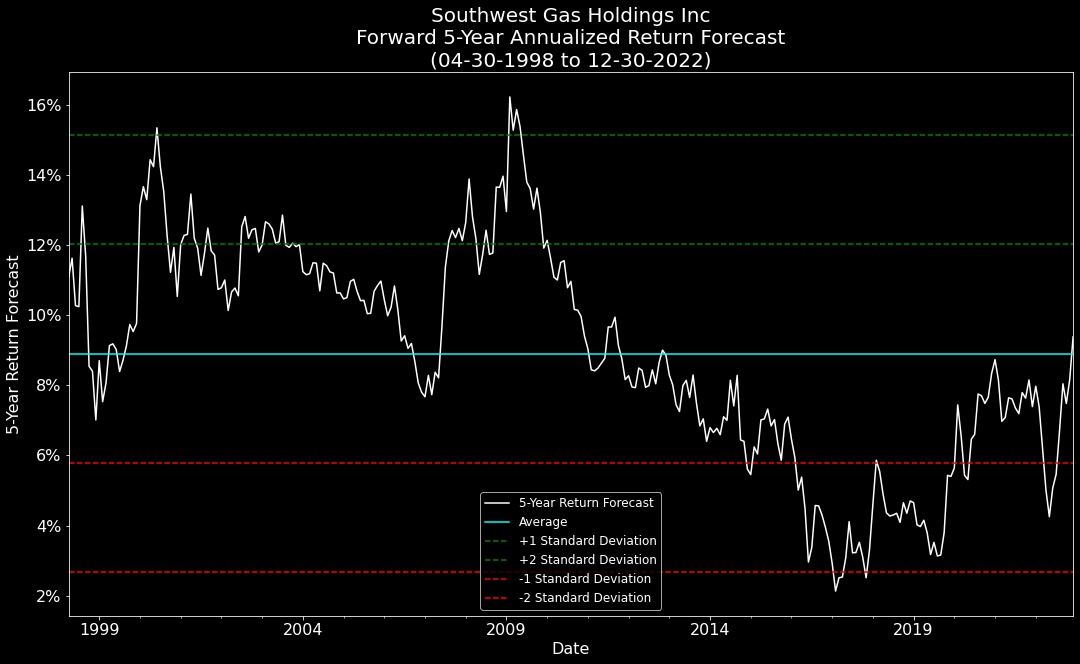 Southwest Gas Holdings Inc
Forward 5-Year Annualized Return Forecast
(04-30-1998 to 12-30-2022)
16%
14%
12%
10%
8%
6%
4%
2%
5-Year Return Forecast
5-Year Return Forecast
Average
+1 Standard Deviation
+2 Standard Deviation
-1 Standard Deviation
-2 Standard Deviation
1999
2004
2009
2014
2019
Date